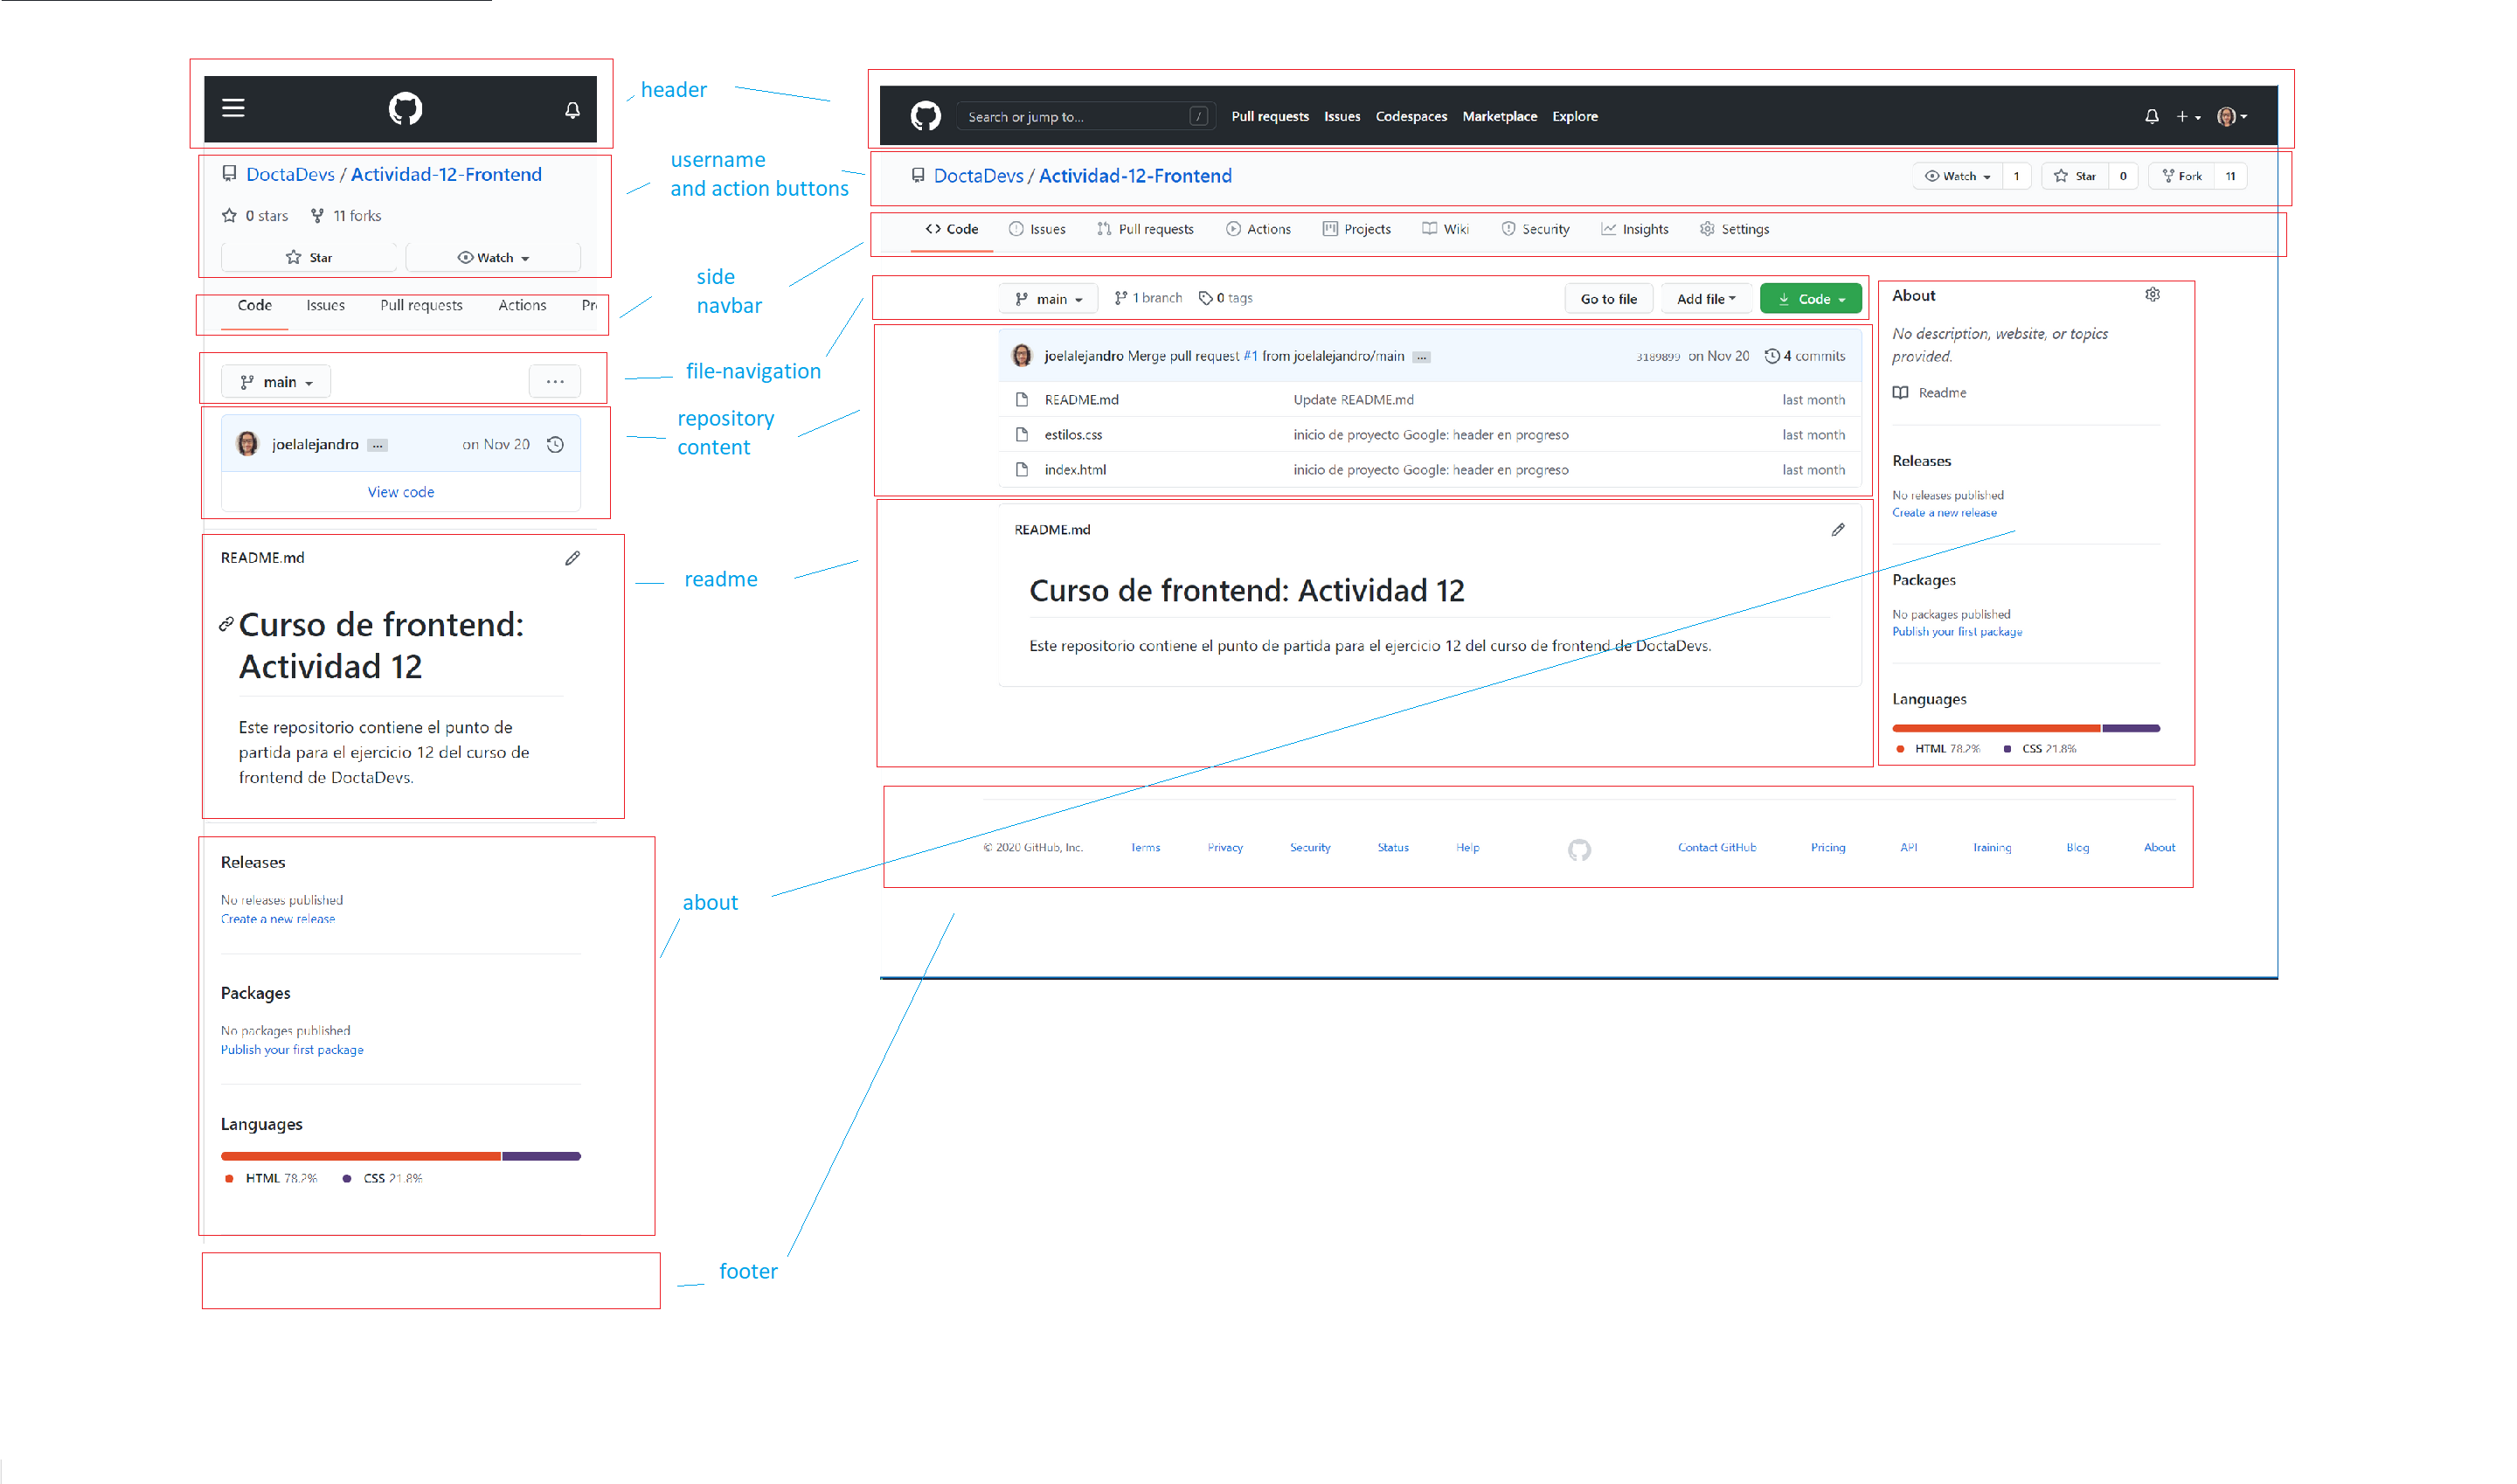 DoctaDevs / Actividad-12-Frontend
0 stars 11 forks
Star Watch
Code Issues Pull requests Actions Pr
main ...
joelalejandro ... on Nov 20
View code
README.md
Curso de frontend:
Actividad 12
Este repositorio contiene el punto de
partida para el ejercicio 12 del curso de
frontend de DoctaDevs.
Releases
No releases published
Create a new release
Packages
No packages published
Publish your first package
Languages
HTML 78.2% CSS 21.8%
header
username
and action buttons
side
navbar
file-navigation
repository
content
readme
about
footer
Search or jump to... / Pull requests Issues Codespaces Marketplace Explore
DoctaDevs / Actividad-12-Frontend Watch 1 Star 0 Fork 11
Code Issues Pull requests Actions Projects Wiki Security Insights Settings
main 1 branch 0 tags Go to file Add file Code
joelalejandro Merge pull request #1 from joelalejandro/main ... 3189899 on Nov 20 4 commits
README.md Update README.md last month
estilos.css inicio de proyecto Google: header en progreso last month
index.html inicio de proyecto Google: header en progreso last month
README.md
Curso de frontend: Actividad 12
Este repositorio contiene el punto de partida para el ejercicio 12 del curso de frontend de DoctaDevs.
About
No description, website, or topics
provided.
Readme
Releases
No releases published
Create a new release
Packages
No packages published
Publish your first package
Languages
HTML 78.2% CSS 21.8%
© 2020 GitHub, Inc. Terms Privacy Security Status Help Contact GitHub Pricing API Training Blog About